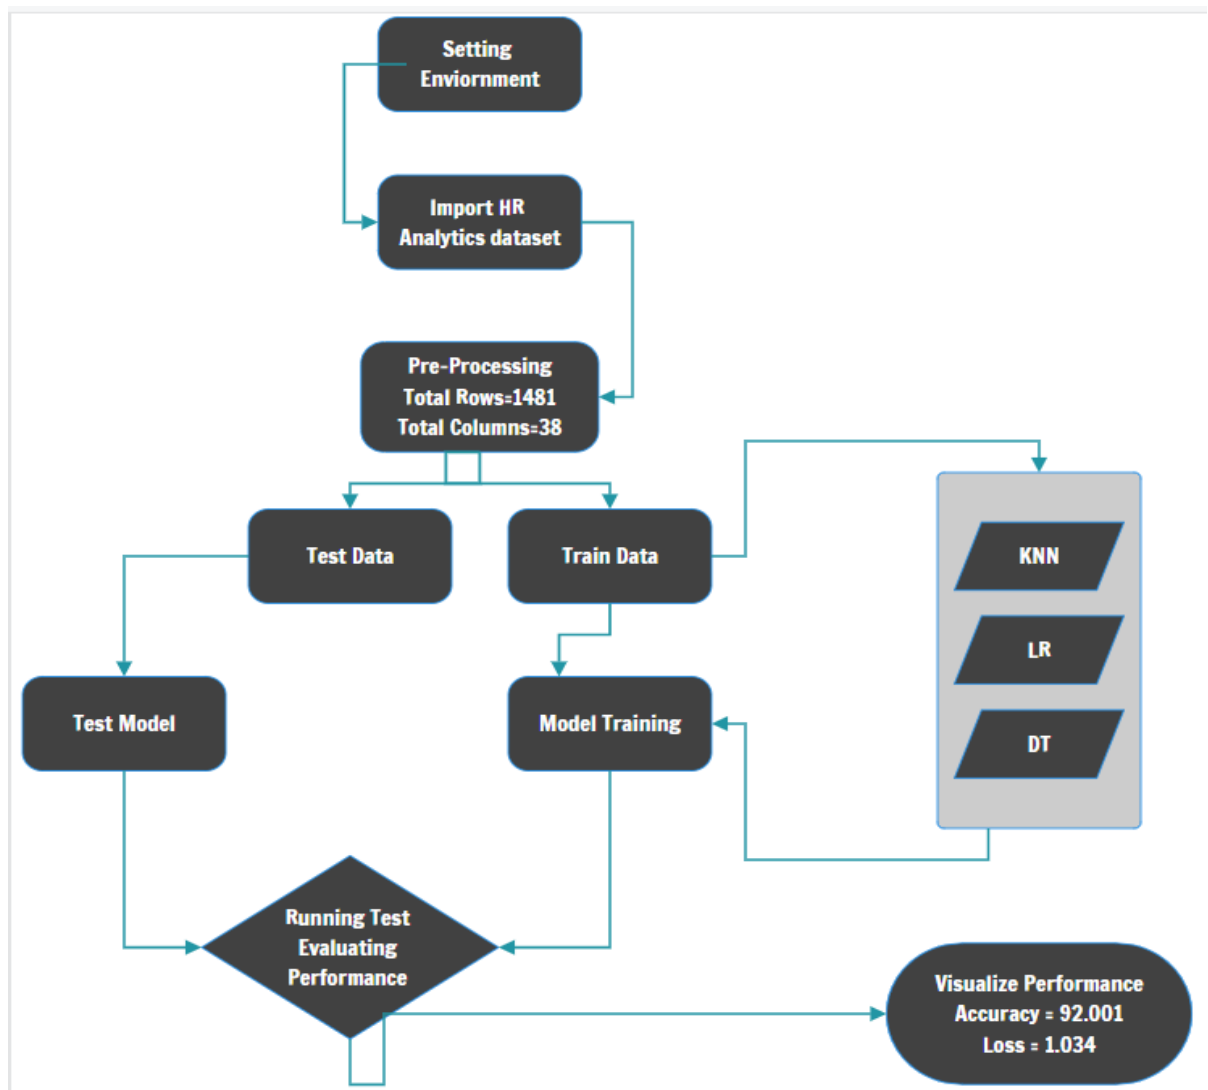 Setting
Enviornment
Import HR
Analytics dataset
Pre-Processing
Total Rows=1481
Total Columns=38
Test Data
Train Data
KNN
LR
DT
Test Model
Model Training
Running Test
Evaluating
Performance
Visualize Performance
Accuracy = 92.001
Loss = 1.034